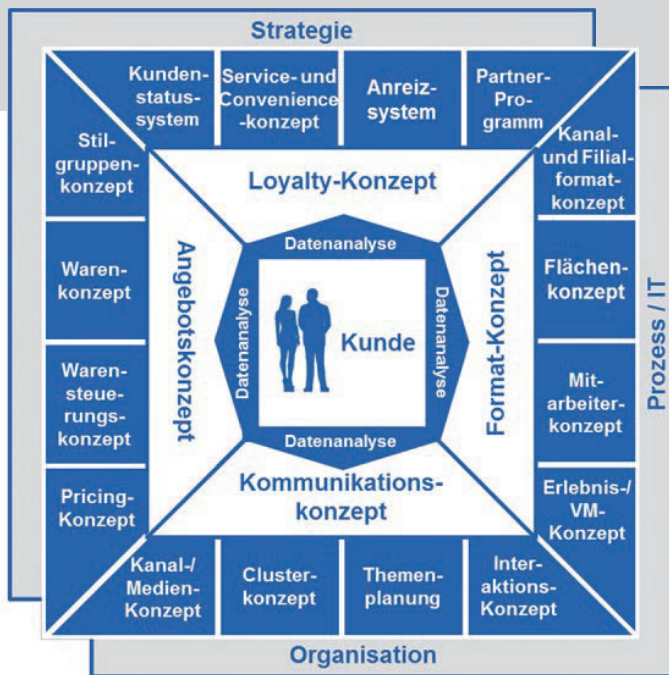 Strategie
Kunden-
status-
system
Service- und
Convenience
-konzept
Anreiz-
system
Partner-
Pro-
gramm
Stil-
gruppen-
konzept
Waren-
konzept
Waren-
steue-
rungs-
konzept
Pricing-
Konzept
Loyalty-Konzept
Angebotskonzept
Datenanalyse
Datenanalyse
Kunde
Datenanalyse
Datenanalyse
Format-Konzept
Kommunikations-
konzept
Kanal-
und Filial-
format-
konzept
Flächen-
konzept
Mit-
arbeiter-
konzept
Erlebnis-/
VM-
Konzept
Prozess / IT
Kanal-/
Medien-
Konzept
Cluster-
konzept
Themen-
planung
Inter-
aktions-
Konzept
Organisation